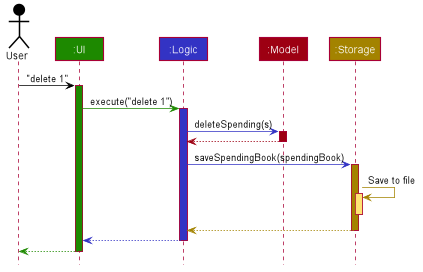 User
:UI
:Logic
:Model
:Storage
"delete 1"
execute("delete 1")
deleteSpending(s)
saveSpendingBook(spendingBook)
Save to file